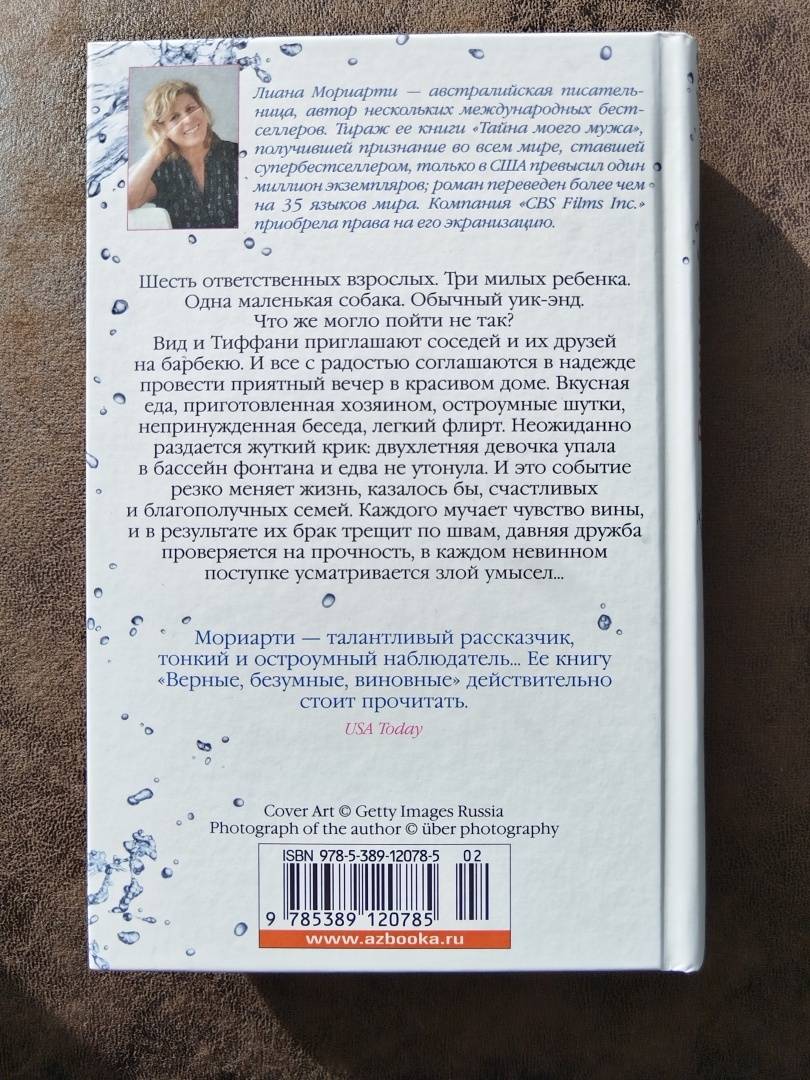 Лиана Мориарти — австралийская писатель-
ница, автор нескольких международных бест-
селлеров. Тираж ее книги «Тайна моего мужа»,
получившей признание во всем мире, ставшей
супербестселлером, только в США превысил один
миллион экземпляров; роман переведен более чем
на 35 языков мира. Компания «CBS Films Inc.»
приобрела права на его экранизацию.
Шесть ответственных взрослых. Три милых ребенка.
Одна маленькая собака. Обычный уик-энд.
Что же могло пойти не так?
Вид и Тиффани приглашают соседей и их друзей
на барбекю. И все с радостью соглашаются в надежде
провести приятный вечер в красивом доме. Вкусная
еда, приготовленная хозяином, остроумные шутки,
непринужденная беседа, легкий флирт. Неожиданно
раздается жуткий крик: двухлетняя девочка упала
в бассейн фонтана и едва не утонула. И это событие
резко меняет жизнь, казалось бы, счастливых
и благополучных семей. Каждого мучает чувство вины,
и в результате их брак трещит по швам, давняя дружба
проверяется на прочность, в каждом невинном
поступке усматривается злой умысел...
Мориарти — талантливый рассказчик,
тонкий и остроумный наблюдатель... Ее книгу
«Верные, безумные, виновные» действительно
стоит прочитать.
USA Today
Cover Art © Getty Images Russia
Photograph of the author © über photography
ISBN 978-5-389-12078-5 02
9 785389 120785
www.azbooka.ru